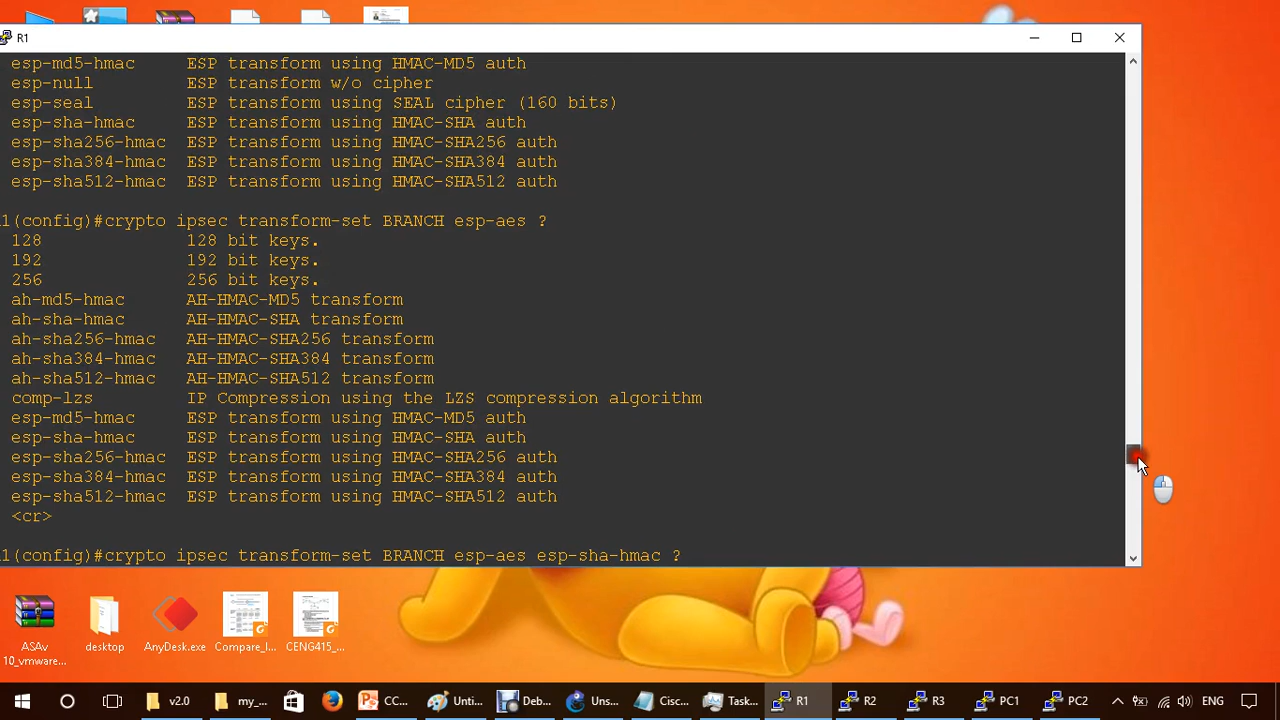 R1
esp-md5-hmac ESP transform using HMAC-MD5 auth
esp-null ESP transform w/o cipher
esp-seal ESP transform using SEAL cipher (160 bits)
esp-sha-hmac ESP transform using HMAC-SHA auth
esp-sha256-hmac ESP transform using HMAC-SHA256 auth
esp-sha384-hmac ESP transform using HMAC-SHA384 auth
esp-sha512-hmac ESP transform using HMAC-SHA512 auth
1(config)#crypto ipsec transform-set BRANCH esp-aes ?
128 128 bit keys.
192 192 bit keys.
256 256 bit keys.
ah-md5-hmac AH-HMAC-MD5 transform
ah-sha-hmac AH-HMAC-SHA transform
ah-sha256-hmac AH-HMAC-SHA256 transform
ah-sha384-hmac AH-HMAC-SHA384 transform
ah-sha512-hmac AH-HMAC-SHA512 transform
comp-lzs IP Compression using the LZS compression algorithm
esp-md5-hmac ESP transform using HMAC-MD5 auth
esp-sha-hmac ESP transform using HMAC-SHA auth
esp-sha256-hmac ESP transform using HMAC-SHA256 auth
esp-sha384-hmac ESP transform using HMAC-SHA384 auth
esp-sha512-hmac ESP transform using HMAC-SHA512 auth
<cr>
1(config)#crypto ipsec transform-set BRANCH esp-aes esp-sha-hmac ?
ASAv 10_vmware...
desktop
AnyDesk.exe
Compare_I...
CENG415_...
v2.0
my_...
CC...
Unti...
Deb...
Uns...
Cisc...
Task...
R1
R2
R3
PC1
PC2
ENG